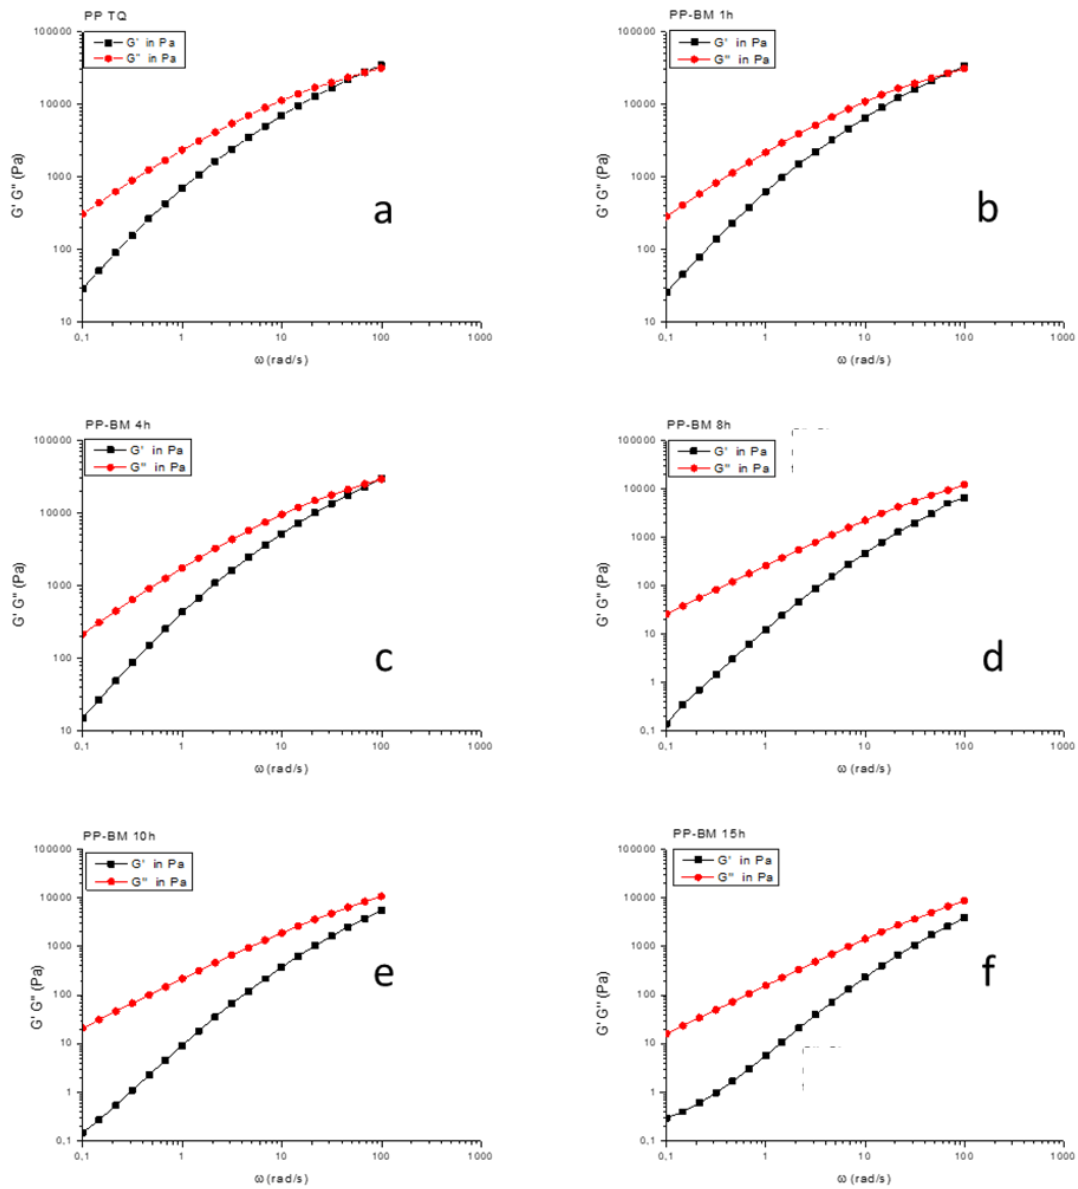 PP TQ
100000
G' in Pa
G" in Pa
10000
1000
100
10
G' G" (Pa)
a
0,1 1 10 100 1000
ω (rad/s)
PP-BM 1h
100000
G' in Pa
G" in Pa
10000
1000
100
10
G' G" (Pa)
b
0,1 1 10 100 1000
ω (rad/s)
PP-BM 4h
100000
G' in Pa
G" in Pa
10000
1000
100
10
G' G" (Pa)
c
0,1 1 10 100 1000
ω (rad/s)
PP-BM 8h
100000
G' in Pa
G" in Pa
10000
1000
100
10
1
0,1
G' G" (Pa)
d
0,1 1 10 100 1000
ω (rad/s)
PP-BM 10h
100000
G' in Pa
G" in Pa
10000
1000
100
10
1
0,1
G' G" (Pa)
e
0,1 1 10 100 1000
ω (rad/s)
PP-BM 15h
100000
G' in Pa
G" in Pa
10000
1000
100
10
1
0,1
G' G" (Pa)
f
0,1 1 10 100 1000
ω (rad/s)